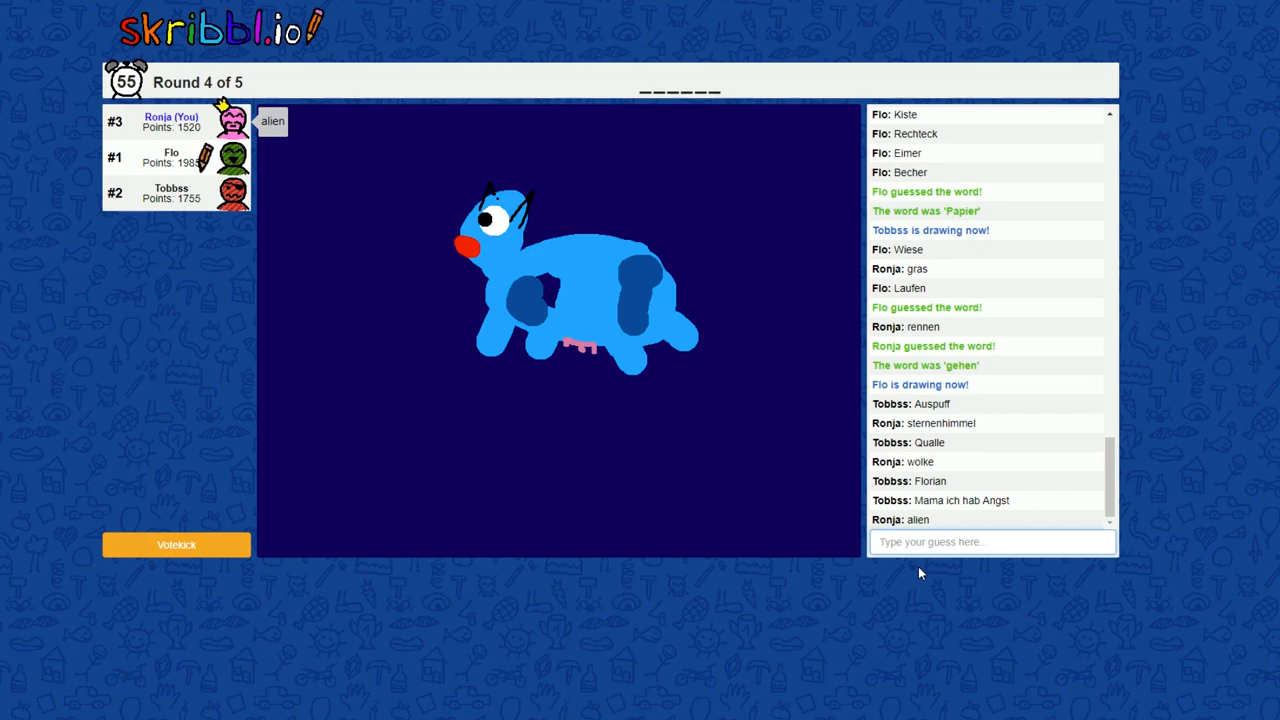 skribbl.io
55
Round 4 of 5
______
#3
Ronja (You)
Points: 1520
alien
#1
Flo
Points: 1985
#2
Tobbss
Points: 1755
Votekick
Flo: Kiste
Flo: Rechteck
Flo: Eimer
Flo: Becher
Flo guessed the word!
The word was 'Papier'
Tobbss is drawing now!
Flo: Wiese
Ronja: gras
Flo: Laufen
Flo guessed the word!
Ronja: rennen
Ronja guessed the word!
The word was 'gehen'
Flo is drawing now!
Tobbss: Auspuff
Ronja: sternenhimmel
Tobbss: Qualle
Ronja: wolke
Tobbss: Florian
Tobbss: Mama ich hab Angst
Ronja: alien
Type your guess here...